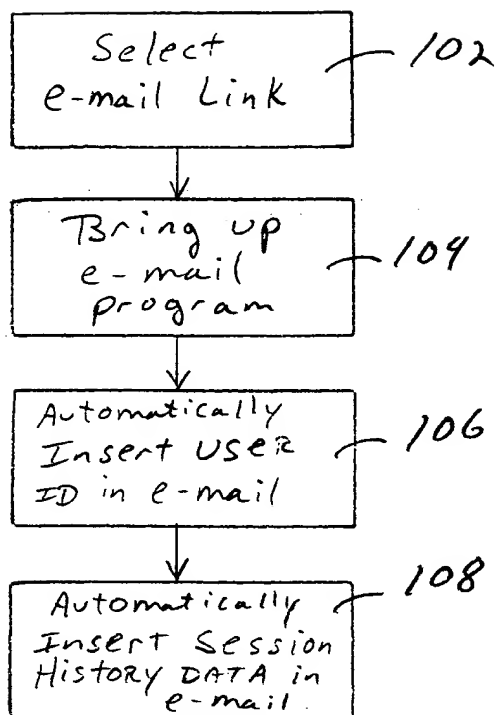 Select
e-mail Link
102
Bring up
e-mail
program
104
Automatically
Insert USER
ID in e-mail
106
Automatically
Insert Session
History DATA in
e-mail
108